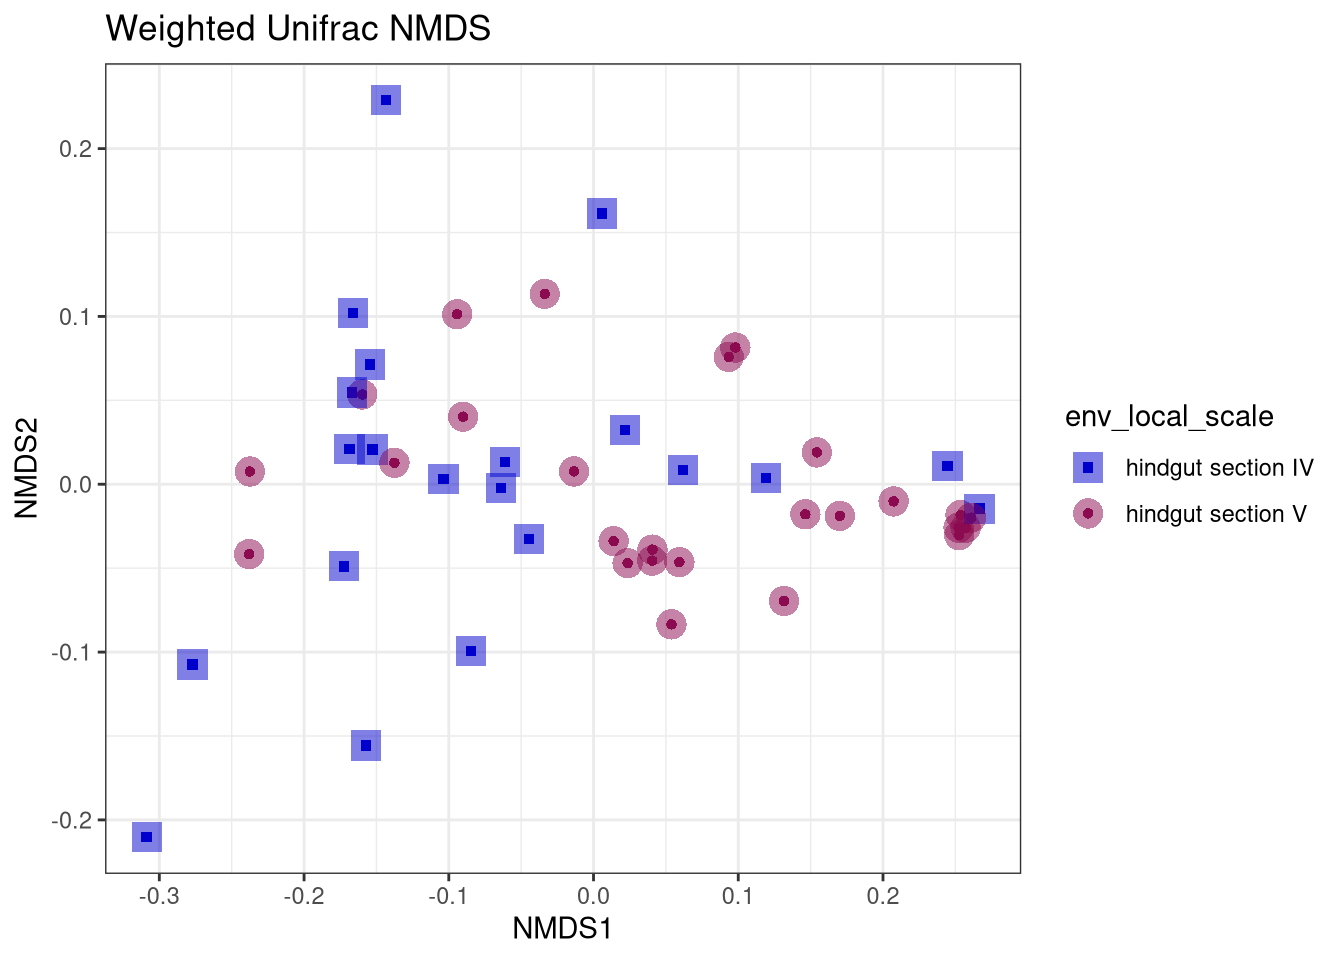 Weighted Unifrac NMDS
0.2
0.1
0.0
-0.1
-0.2
NMDS2
-0.3 -0.2 -0.1 0.0 0.1 0.2
NMDS1
env_local_scale
hindgut section IV
hindgut section V